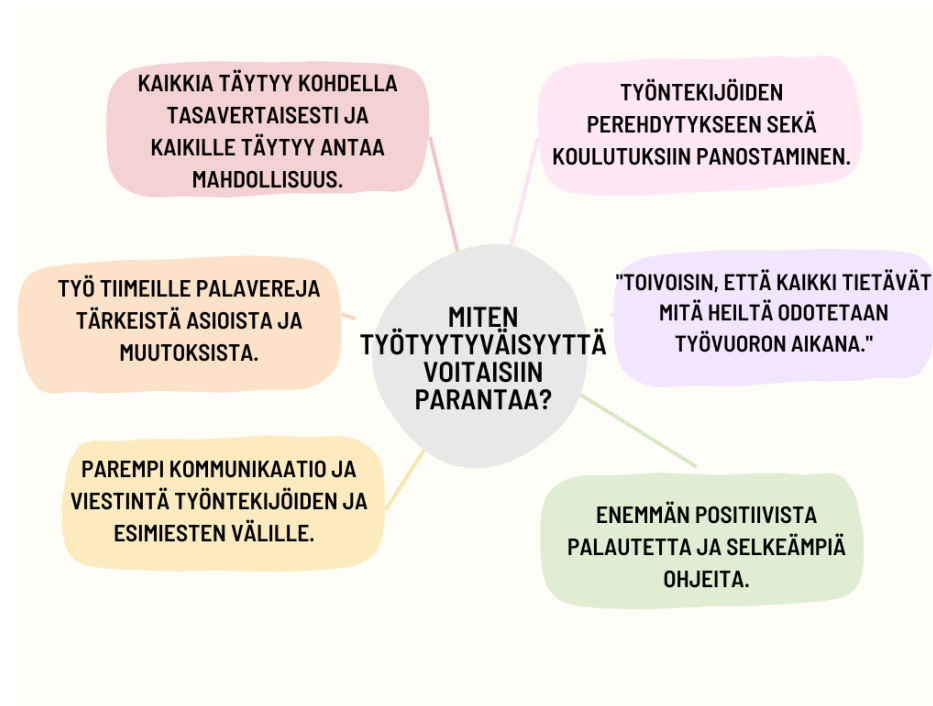 KAIKKIA TÄYTYY KOHDELLA
TASAVERTAISESTI JA
KAIKILLE TÄYTYY ANTAA
MAHDOLLISUUS.
TYÖNTEKIJÖIDEN
PEREHDYTYKSEEN SEKÄ
KOULUTUKSIIN PANOSTAMINEN.
TYÖ TIIMEILLE PALAVEREJA
TÄRKEISTÄ ASIOISTA JA
MUUTOKSISTA.
MITEN
TYÖTYYTYVÄISYYTTÄ
VOITAISIIN
PARANTAA?
"TOIVOISIN, ETTÄ KAIKKI TIETÄVÄT
MITÄ HEILTÄ ODOTETAAN
TYÖVUORON AIKANA."
PAREMPI KOMMUNIKAATIO JA
VIESTINTÄ TYÖNTEKIJÖIDEN JA
ESIMIESTEN VÄLILLE.
ENEMMÄN POSITIIVISTA
PALAUTETTA JA SELKEÄMPIÄ
OHJEITA.